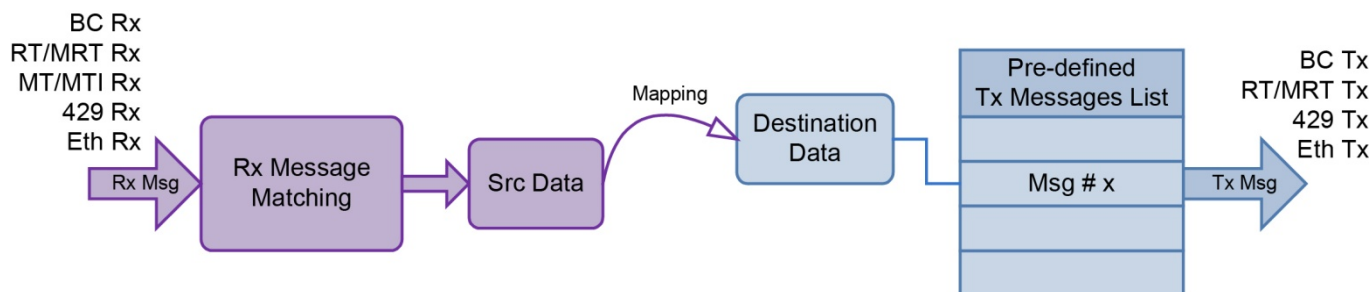 BC Rx
RT/MRT Rx
MT/MTI Rx
429 Rx
Eth Rx
Rx Msg
Rx Message
Matching
Src Data
Mapping
Destination
Data
Pre-defined
Tx Messages List
Msg # x
BC Tx
RT/MRT Tx
429 Tx
Eth Tx
Tx Msg